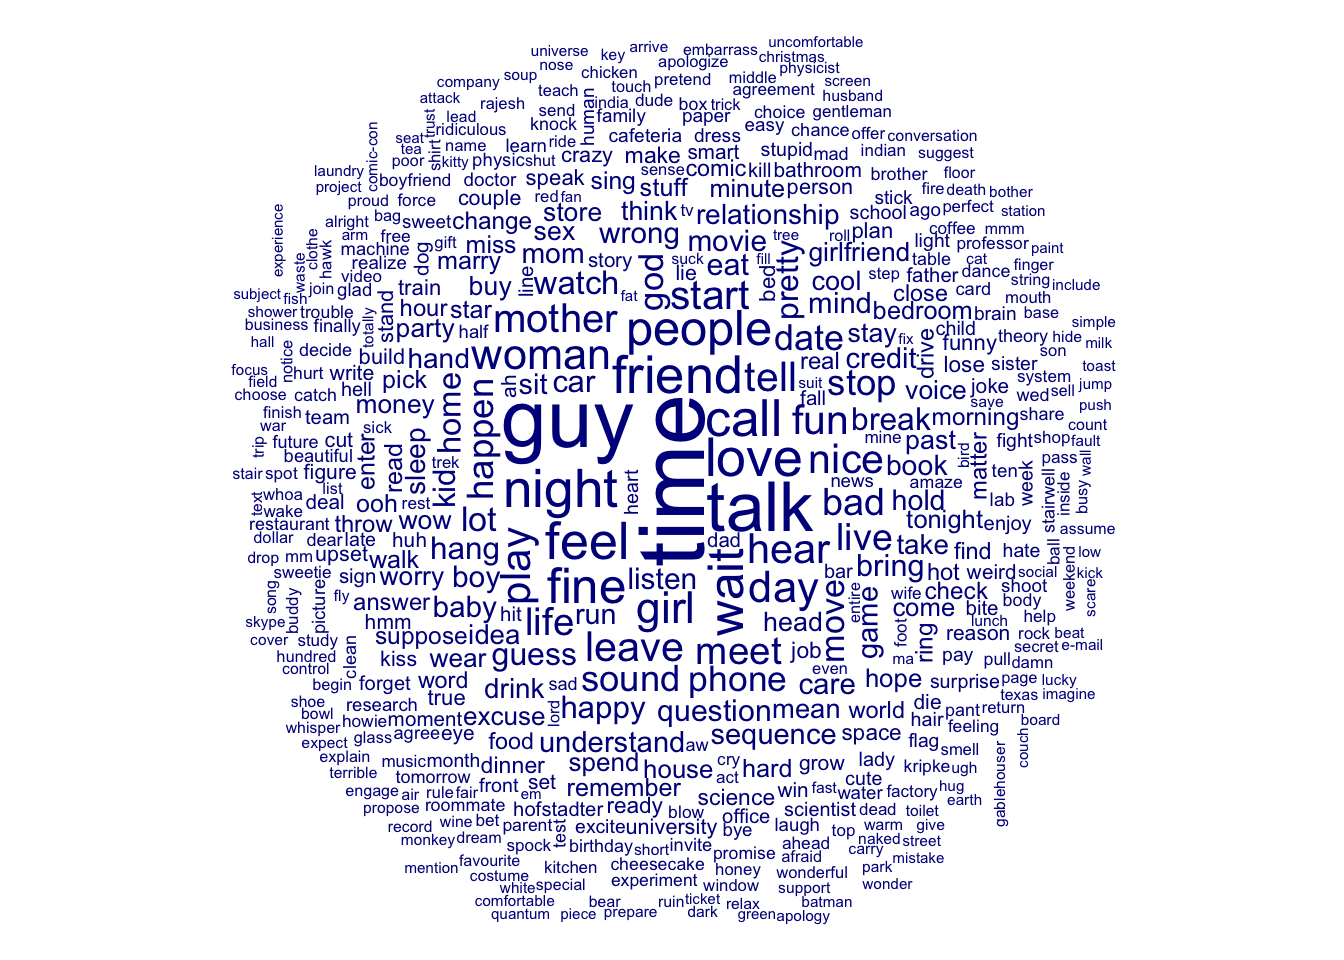 uncomfortable
universe key arrive embarrass christmas
nose apologize physicist
company soup chicken pretend middle screen
attack teach touch agreement husband
rajesh india dude box trick choice gentleman
seat trust lead send human family paper easy
tea ridiculous knock cafeteria dress chance offer conversation
comic-con poor shirt name learn ride crazy make smart stupid mad indian suggest
laundry kitty physic shut sense comic kill bathroom brother floor
project boyfriend doctor speak sing stuff minute person fire death bother
proud force couple red fan stick perfect station
experience alright bag sweet change store think tv relationship school ago coffee mmm
arm free gift sex wrong movie tree roll plan light professor paint
waste clothe hawk machine dog miss mom story god suck fill pretty girlfriend table cat
realize marry lie eat bed cool step father dance finger
subject fish join video glad train buy line watch fat start mind close card string include
shower trouble totally stand hour star mouth
business finally party half mother people date stay fix bedroom brain base simple
hall notice decide build hand woman real credit drive child funny theory hide milk
focus hurt write pick ah sit car friend tell suit stop voice lose sister son toast
field catch hell fall joke system jump
choose money home happen guy time call fun break wed sell push
finish team sick mine morning save share count
war future cut enter read sleep trek kid love nice past bird matter fight shop fault
trip beautiful figure book ten week pass
stair spot list night heart talk news amaze stairwell inside busy wall
text whoa deal ooh rest lot bad hold lab
wake tonight enjoy assume
restaurant throw wow feel dad hear live
dollar dear late huh hang play wait take find hate ball low
drop mm upset walk bring hot weird social weekend kick
sweetie sign worry boy fine listen day bar entire wife check shoot scare
song buddy picture fly answer baby hit girl move game come bite body
skype hmm life run head foot lunch help
cover study suppose idea ring reason rock beat
clean kiss wear guess leave meet job ma pay secret e-mail
hundred even pull damn
control word sad sound phone care hope surprise page lucky
begin forget true drink texas imagine
shoe research lord happy question mean world die pant return
bowl howie moment excuse hair feeling board
whisper glass agree eye food understand aw sequence space flag smell couch
expect music month dinner spend house cry hard grow lady kripke ugh gablehouser
explain act
terrible tomorrow front set remember science win fast cute factory hug
engage air rule fair em water earth
propose roommate hofstadter ready blow office scientist dead toilet
record wine bet parent test excite university bye laugh top warm give
monkey dream spock birthday short invite ahead naked street
favourite promise afraid carry mistake
mention kitchen cheesecake honey wonderful park
costume experiment window support wonder
white special
comfortable bear ruin ticket relax batman
quantum piece prepare dark green apology